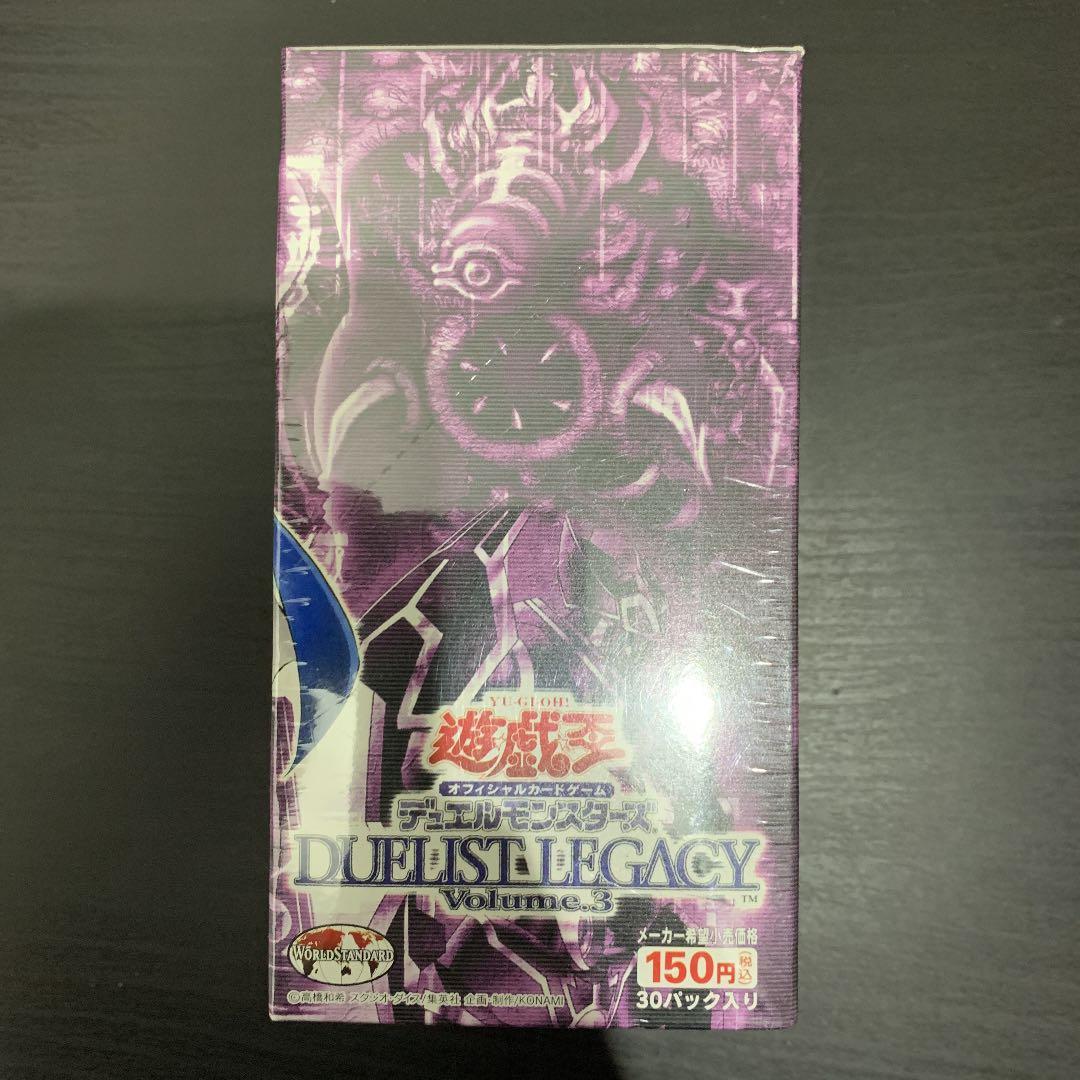 YU-GI-OH!
遊戯王
オフィシャルカードゲーム
デュエルモンスターズ
DUELIST LEGACY
Volume.3
TM
WORLD STANDARD
メーカー希望小売価格
150円(税込)
30パック入り
©高橋和希 スタジオ・ダイス/集英社 企画・制作/KONAMI